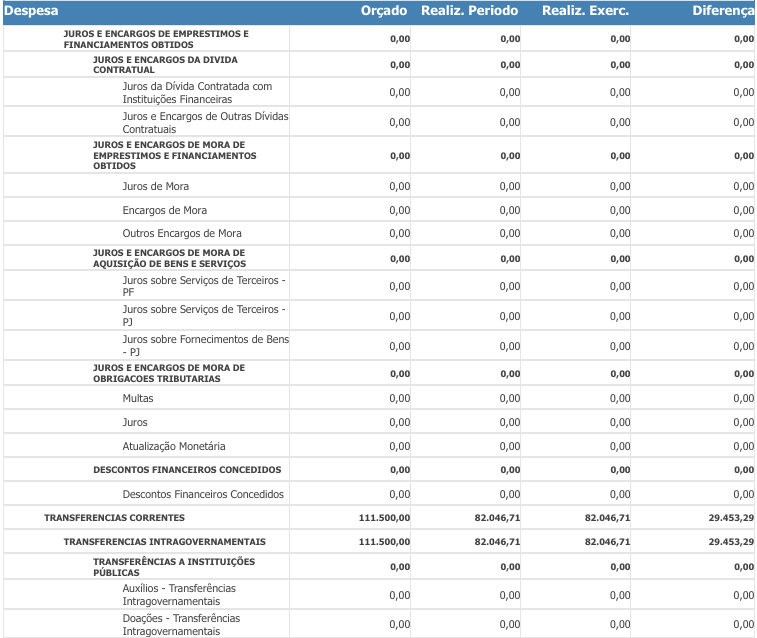 Despesa Orçado Realiz. Periodo Realiz. Exerc. Diferença
JUROS E ENCARGOS DE EMPRESTIMOS E
FINANCIAMENTOS OBTIDOS 0,00 0,00 0,00 0,00
JUROS E ENCARGOS DA DIVIDA
CONTRATUAL 0,00 0,00 0,00 0,00
Juros da Dívida Contratada com
Instituições Financeiras 0,00 0,00 0,00 0,00
Juros e Encargos de Outras Dívidas
Contratuais 0,00 0,00 0,00 0,00
JUROS E ENCARGOS DE MORA DE
EMPRESTIMOS E FINANCIAMENTOS 0,00 0,00 0,00 0,00
OBTIDOS
Juros de Mora 0,00 0,00 0,00 0,00
Encargos de Mora 0,00 0,00 0,00 0,00
Outros Encargos de Mora 0,00 0,00 0,00 0,00
JUROS E ENCARGOS DE MORA DE
AQUISIÇÃO DE BENS E SERVIÇOS 0,00 0,00 0,00 0,00
Juros sobre Serviços de Terceiros -
PF 0,00 0,00 0,00 0,00
Juros sobre Serviços de Terceiros -
PJ 0,00 0,00 0,00 0,00
Juros sobre Fornecimentos de Bens
- PJ 0,00 0,00 0,00 0,00
JUROS E ENCARGOS DE MORA DE
OBRIGACOES TRIBUTARIAS 0,00 0,00 0,00 0,00
Multas 0,00 0,00 0,00 0,00
Juros 0,00 0,00 0,00 0,00
Atualização Monetária 0,00 0,00 0,00 0,00
DESCONTOS FINANCEIROS CONCEDIDOS 0,00 0,00 0,00 0,00
Descontos Financeiros Concedidos 0,00 0,00 0,00 0,00
TRANSFERENCIAS CORRENTES 111.500,00 82.046,71 82.046,71 29.453,29
TRANSFERENCIAS INTRAGOVERNAMENTAIS 111.500,00 82.046,71 82.046,71 29.453,29
TRANSFERÊNCIAS A INSTITUIÇÕES
PÚBLICAS 0,00 0,00 0,00 0,00
Auxílios - Transferências
Intragovernamentais 0,00 0,00 0,00 0,00
Doações - Transferências
Intragovernamentais 0,00 0,00 0,00 0,00